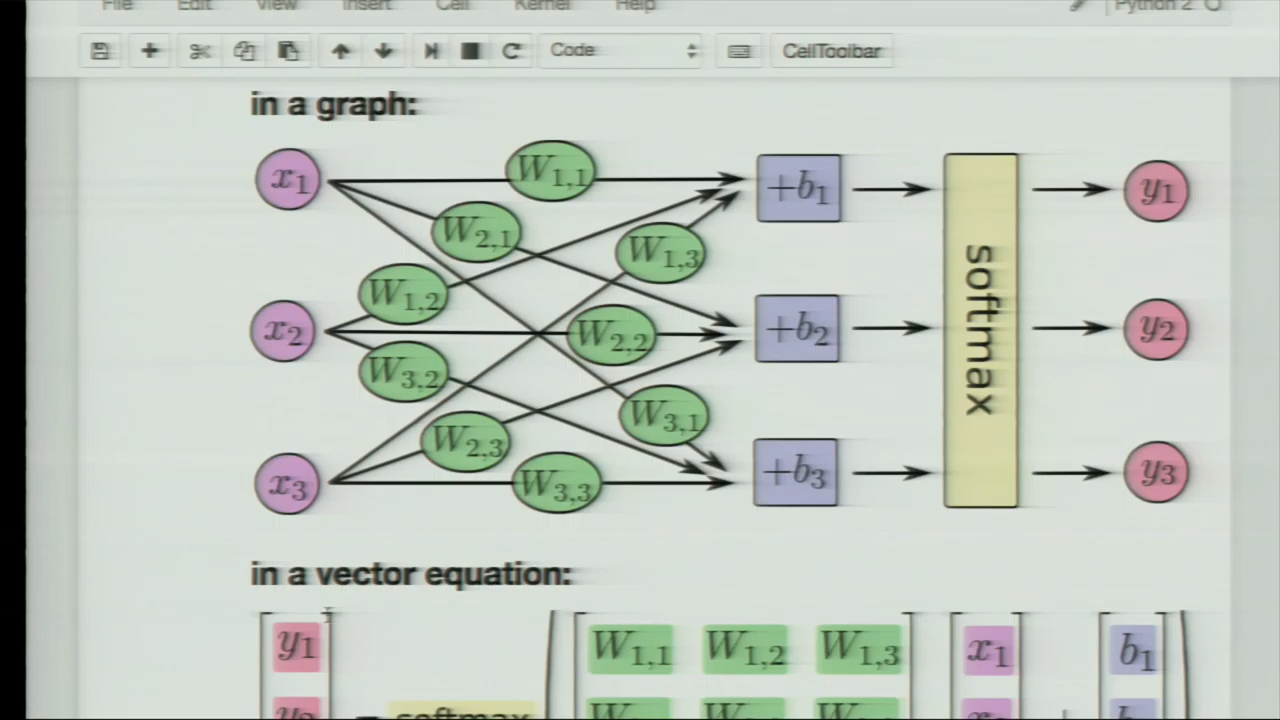 File Edit View Insert Cell Kernel Help Python 2
Code CellToolbar
in a graph:
x1 W1,1 +b1 y1
W2,1 W1,3
W1,2
x2 W2,2 +b2 softmax y2
W3,2
W3,1
W2,3
x3 W3,3 +b3 y3
in a vector equation:
y1 W1,1 W1,2 W1,3 x1 b1
y2 = softmax